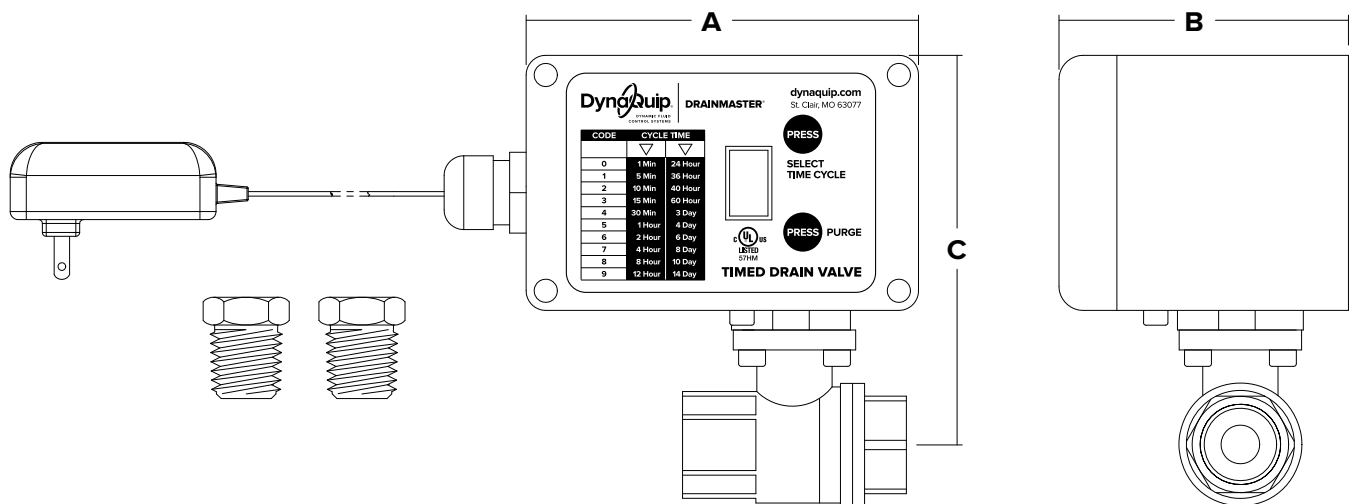 A
B
C
DynaQuip®
DYNAMIC FLUID
CONTROL SYSTEMS
DRAINMASTER®
dynaquip.com
St. Clair, MO 63077
CODE CYCLE TIME
0 1 Min 24 Hour
1 5 Min 36 Hour
2 10 Min 40 Hour
3 15 Min 60 Hour
4 30 Min 3 Day
5 1 Hour 4 Day
6 2 Hour 6 Day
7 4 Hour 8 Day
8 8 Hour 10 Day
9 12 Hour 14 Day
PRESS
SELECT
TIME CYCLE
PRESS PURGE
C UL US
LISTED
57HM
TIMED DRAIN VALVE